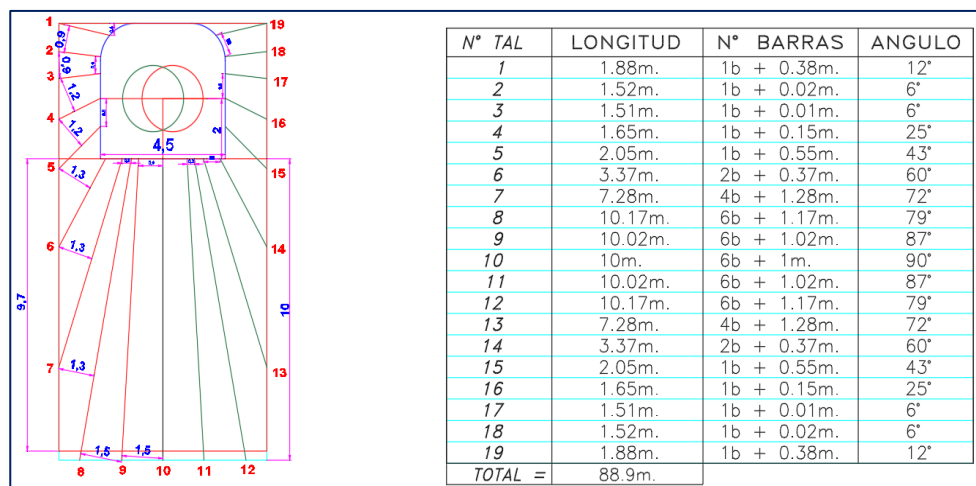 1
19
0,9
2
18
0,9
3
17
1,2
4
16
1,2
2
4,5
5
15
1,3
6
14
1,3
9,7
10
7
13
1,3
1,5
1,5
8
9
10
11
12
N° TAL LONGITUD N° BARRAS ANGULO
1 1.88m. 1b + 0.38m. 12°
2 1.52m. 1b + 0.02m. 6°
3 1.51m. 1b + 0.01m. 6°
4 1.65m. 1b + 0.15m. 25°
5 2.05m. 1b + 0.55m. 43°
6 3.37m. 2b + 0.37m. 60°
7 7.28m. 4b + 1.28m. 72°
8 10.17m. 6b + 1.17m. 79°
9 10.02m. 6b + 1.02m. 87°
10 10m. 6b + 1m. 90°
11 10.02m. 6b + 1.02m. 87°
12 10.17m. 6b + 1.17m. 79°
13 7.28m. 4b + 1.28m. 72°
14 3.37m. 2b + 0.37m. 60°
15 2.05m. 1b + 0.55m. 43°
16 1.65m. 1b + 0.15m. 25°
17 1.51m. 1b + 0.01m. 6°
18 1.52m. 1b + 0.02m. 6°
19 1.88m. 1b + 0.38m. 12°
TOTAL = 88.9m.